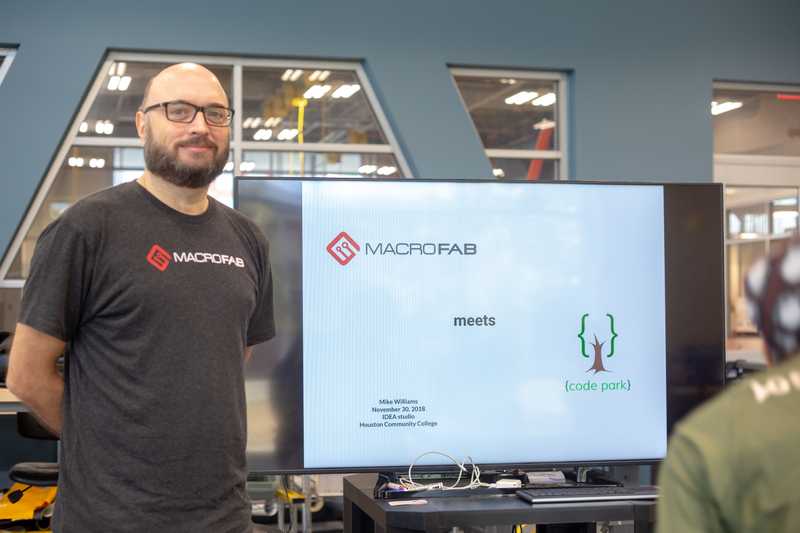 MACROFAB
MACROFAB
meets
{code park}
Mike Williams
November 30, 2018
IDEA studio
Houston Community College